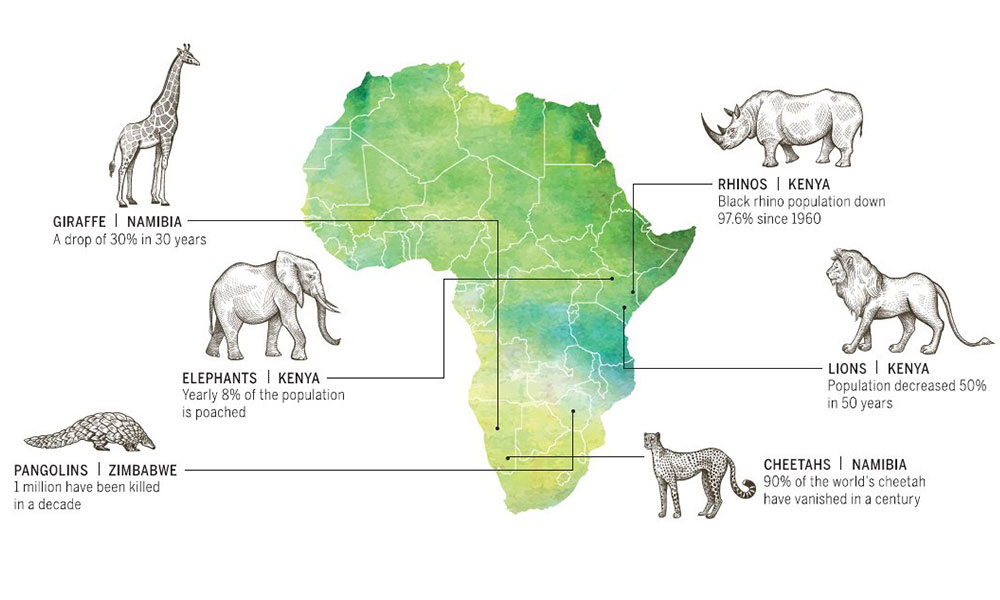 GIRAFFE | NAMIBIA
A drop of 30% in 30 years
ELEPHANTS | KENYA
Yearly 8% of the population
is poached
PANGOLINS | ZIMBABWE
1 million have been killed
in a decade
RHINOS | KENYA
Black rhino population down
97.6% since 1960
LIONS | KENYA
Population decreased 50%
in 50 years
CHEETAHS | NAMIBIA
90% of the world's cheetah
have vanished in a century